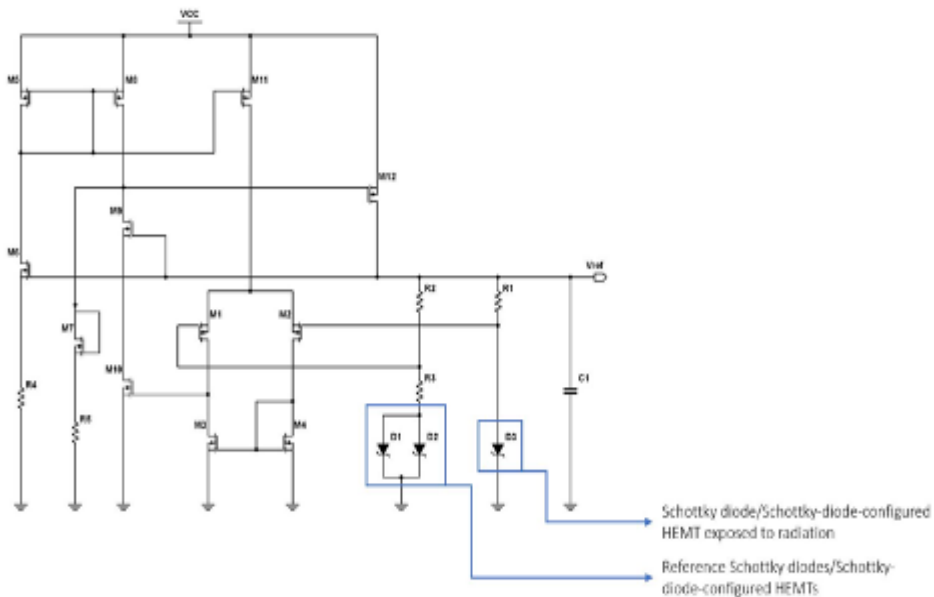 VCC
M5
M8
M11
M12
M9
M6
Vref
R2
R1
M1
M2
M7
M10
R3
C1
R4
R5
M3
M4
D1
D2
D3
Schottky diode/Schottky-diode-configured
HEMT exposed to radiation
Reference Schottky diodes/Schottky-
diode-configured HEMTs